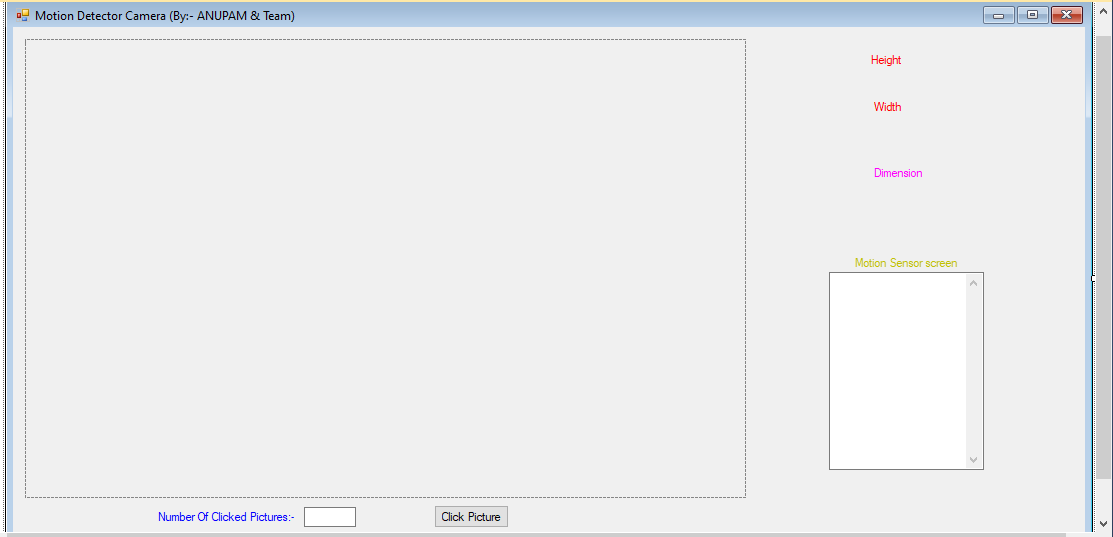 Motion Detector Camera (By:- ANUPAM & Team)
Height
Width
Dimension
Motion Sensor screen
Number Of Clicked Pictures:-
Click Picture